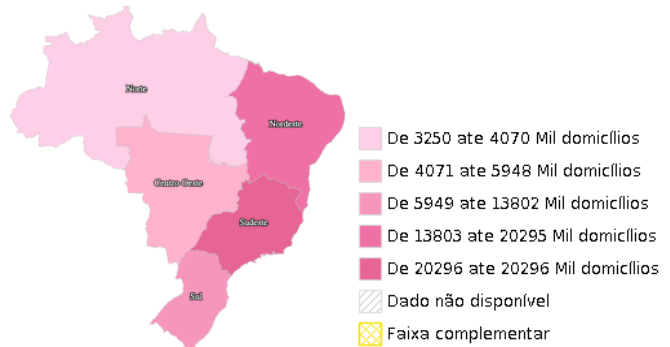 Norte
Nordeste
Centro-Oeste
Sudeste
Sul
De 3250 ate 4070 Mil domicílios
De 4071 ate 5948 Mil domicílios
De 5949 ate 13802 Mil domicílios
De 13803 ate 20295 Mil domicílios
De 20296 ate 20296 Mil domicílios
Dado não disponível
Faixa complementar